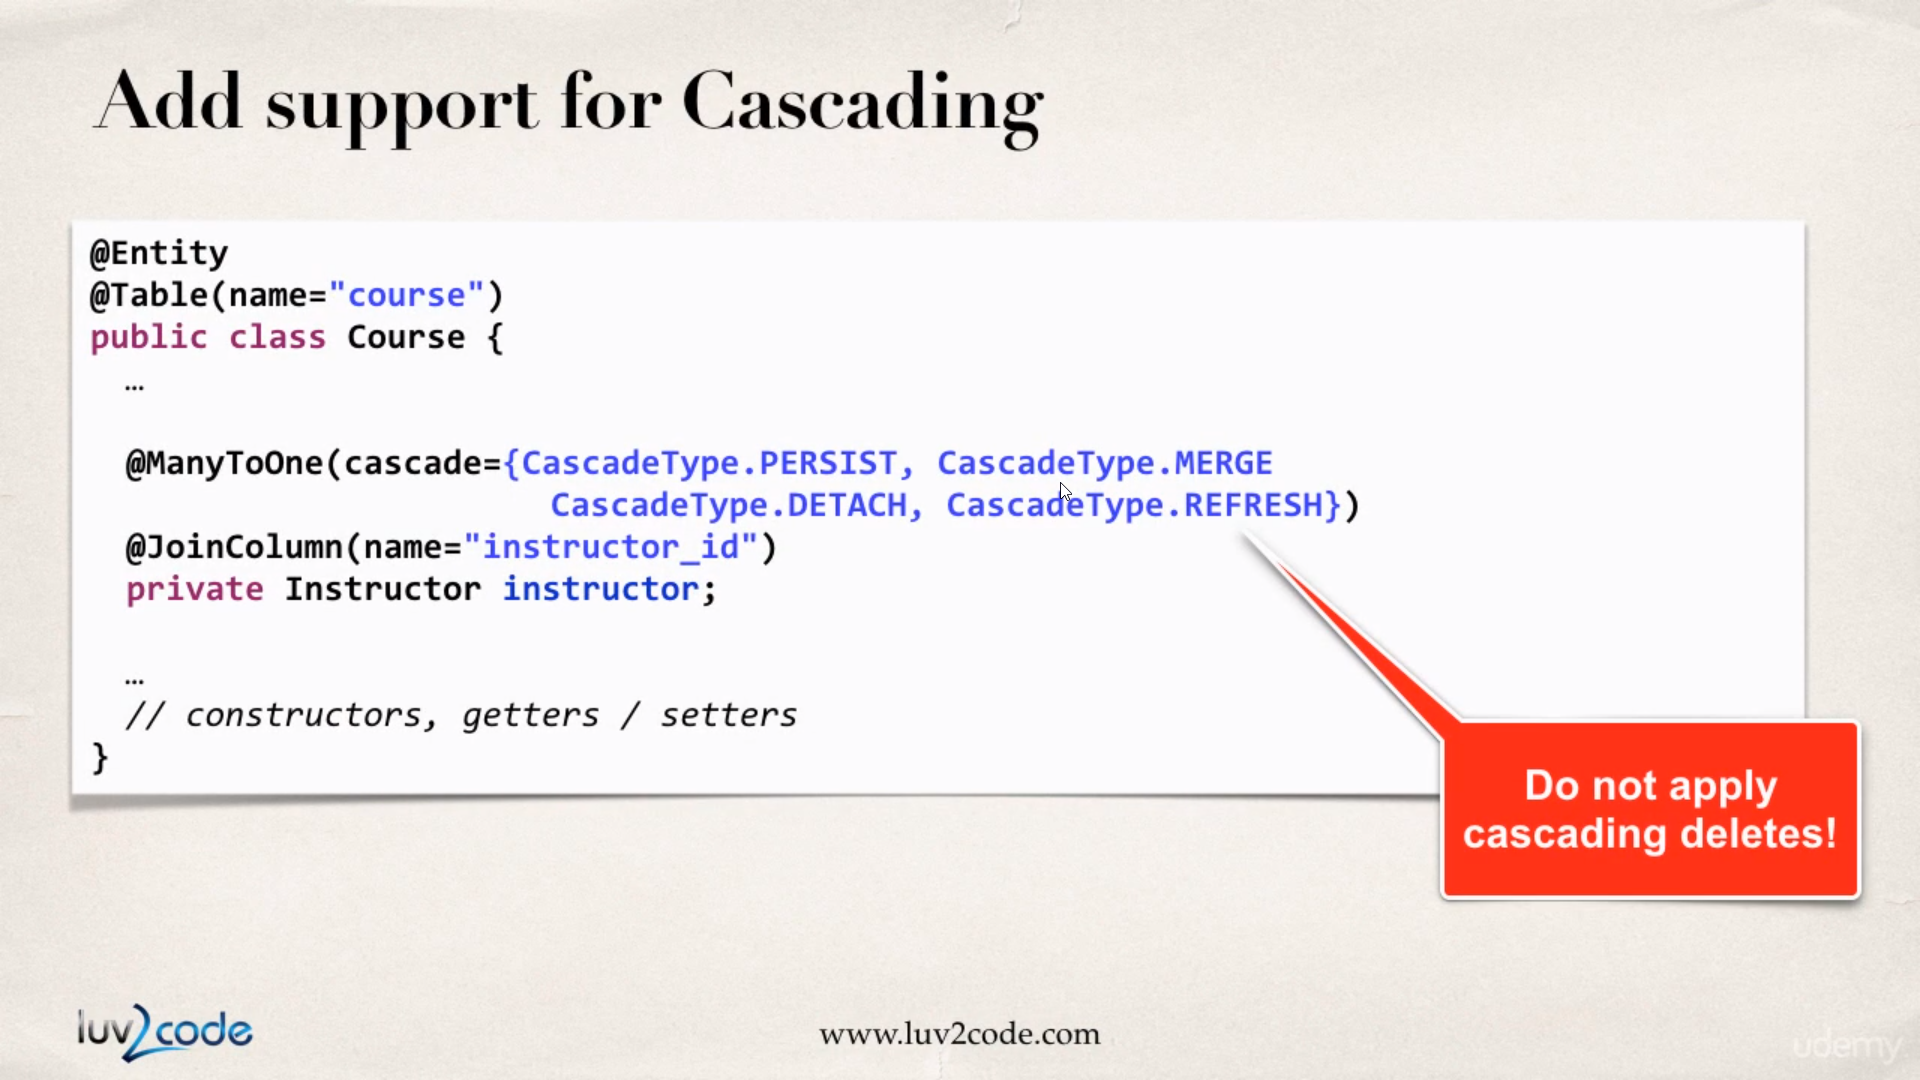 Add support for Cascading
@Entity
@Table(name="course")
public class Course {
…
@ManyToOne(cascade={CascadeType.PERSIST, CascadeType.MERGE
CascadeType.DETACH, CascadeType.REFRESH})
@JoinColumn(name="instructor_id")
private Instructor instructor;
…
// constructors, getters / setters
}
Do not apply
cascading deletes!
luv2code
www.luv2code.com
udemy